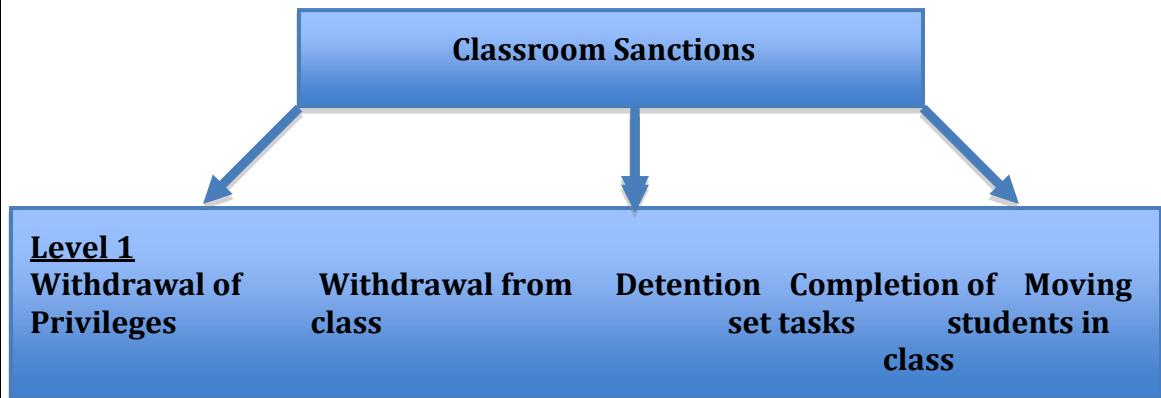 Classroom Sanctions
Level 1
Withdrawal of Withdrawal from Detention Completion of Moving
Privileges class set tasks students in
class